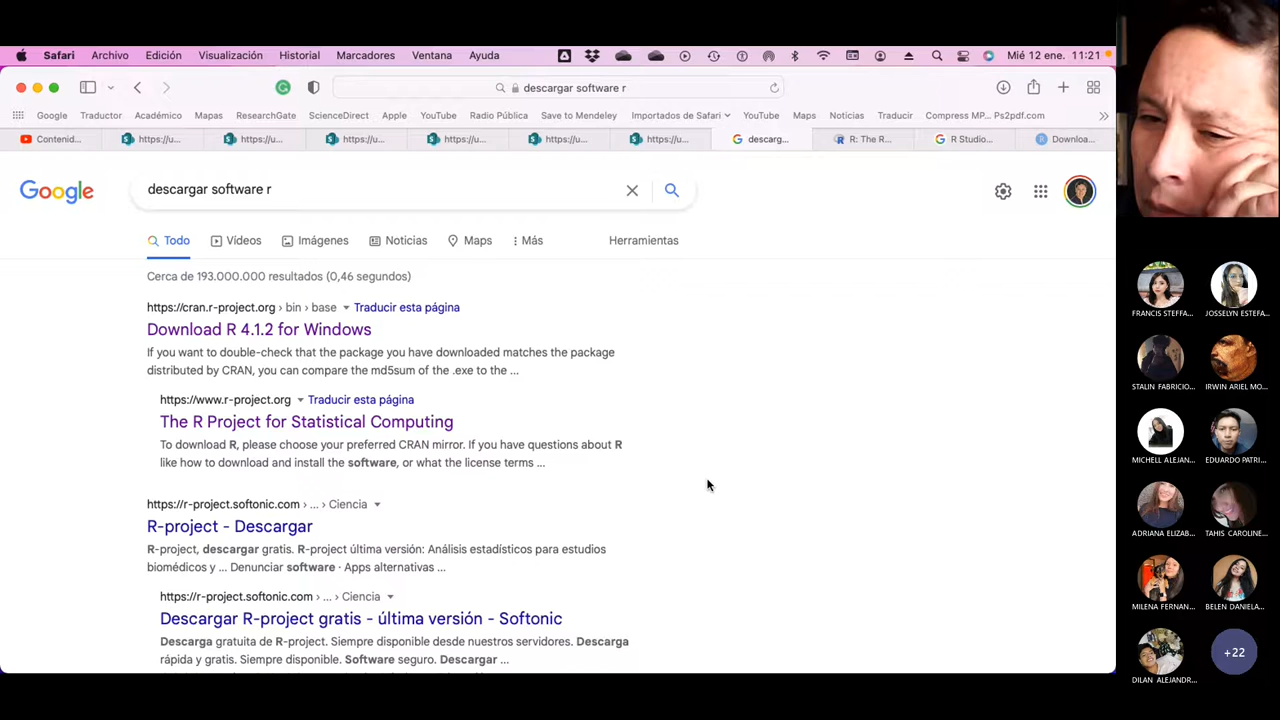 Safari Archivo Edición Visualización Historial Marcadores Ventana Ayuda Mié 12 ene. 11:21
descargar software r
Google Traductor Académico Mapas ResearchGate ScienceDirect Apple YouTube Radio Pública Save to Mendeley Importados de Safari YouTube Maps Noticias Traducir Compress MP... Ps2pdf.com
Contenid... https://u... https://u... https://u... https://u... https://u... https://u... descarg... R: The R... R Studio... Downloa...
Google descargar software r
Todo Vídeos Imágenes Noticias Maps Más Herramientas
Cerca de 193.000.000 resultados (0,46 segundos)
https://cran.r-project.org › bin › base Traducir esta página
Download R 4.1.2 for Windows
If you want to double-check that the package you have downloaded matches the package
distributed by CRAN, you can compare the md5sum of the .exe to the ...
https://www.r-project.org Traducir esta página
The R Project for Statistical Computing
To download R, please choose your preferred CRAN mirror. If you have questions about R
like how to download and install the software, or what the license terms ...
https://r-project.softonic.com › ... › Ciencia
R-project - Descargar
R-project, descargar gratis. R-project última versión: Análisis estadísticos para estudios
biomédicos y ... Denunciar software · Apps alternativas ...
https://r-project.softonic.com › ... › Ciencia
Descargar R-project gratis - última versión - Softonic
Descarga gratuita de R-project. Siempre disponible desde nuestros servidores. Descarga
rápida y gratis. Siempre disponible. Software seguro. Descargar ...
FRANCIS STEFFA... JOSSELYN ESTEFA...
STALIN FABRICIO... IRWIN ARIEL MO...
MICHELL ALEJAN... EDUARDO PATRI...
ADRIANA ELIZAB... TAHIS CAROLINE...
MILENA FERNAN... BELEN DANIELA...
DILAN ALEJANDR... +22